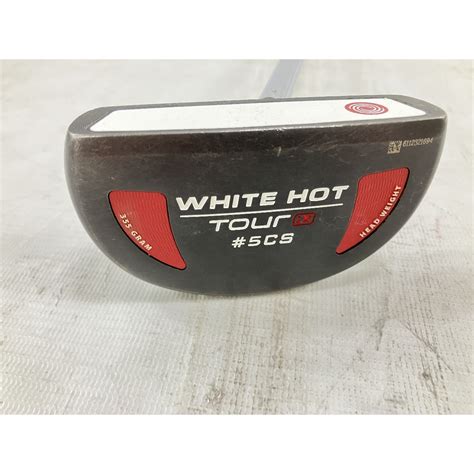 WHITE HOT
TOUR
#5CS
355 GRAM
HEAD WEIGHT